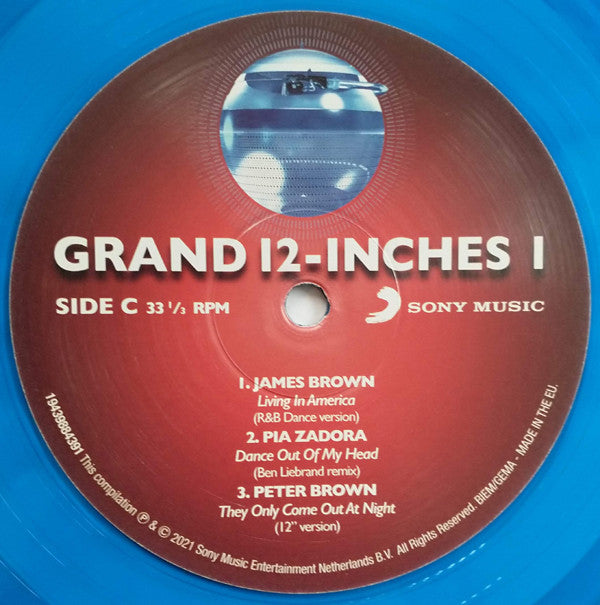 GRAND 12-INCHES 1
SIDE C 33 1/3 RPM
SONY MUSIC
1. JAMES BROWN
Living In America
(R&B Dance version)
2. PIA ZADORA
Dance Out Of My Head
(Ben Liebrand remix)
3. PETER BROWN
They Only Come Out At Night
(12" version)
19439884391 This compilation ℗ & © 2021 Sony Music Entertainment Netherlands B.V. All Rights Reserved. BIEM/GEMA - MADE IN THE EU.